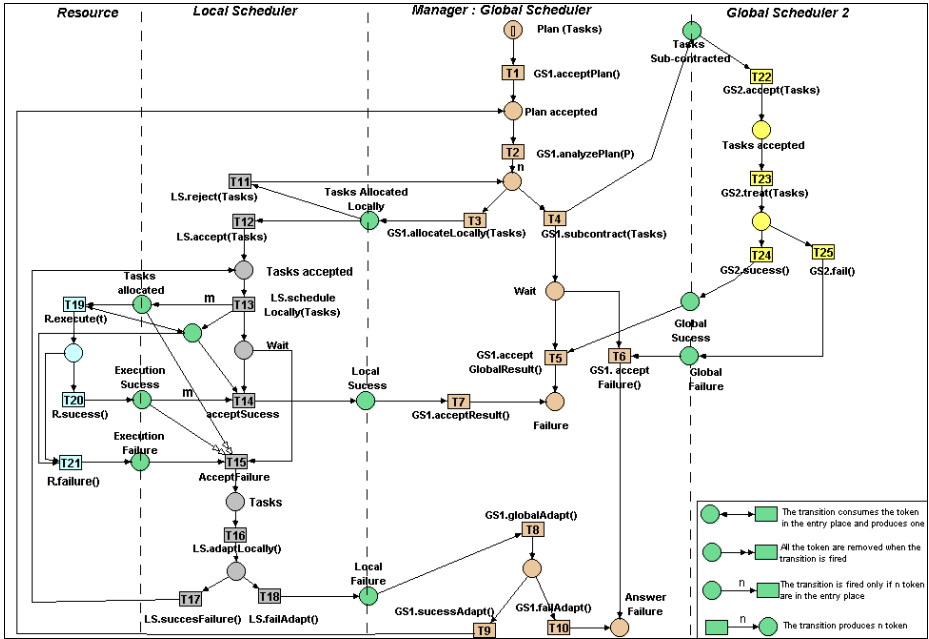 Resource
Local Scheduler
Manager : Global Scheduler
Global Scheduler 2
Plan (Tasks)
T1
GS1.acceptPlan()
Plan accepted
T2
GS1.analyzePlan(P)
n
T3
GS1.allocateLocally(Tasks)
T4
GS1.subcontract(Tasks)
Tasks
Sub-contracted
T22
GS2.accept(Tasks)
Tasks accepted
T23
GS2.treat(Tasks)
T24
GS2.sucess()
T25
GS2.fail()
T11
LS.reject(Tasks)
Tasks Allocated
Locally
T12
LS.accept(Tasks)
Tasks accepted
Tasks
allocated
m
T13
LS.schedule
Locally(Tasks)
T19
R.execute(t)
Wait
Wait
Global
Sucess
GS1.accept
GlobalResult()
T5
T6
GS1. accept
Failure()
Global
Failure
Execution
Sucess
m
T20
R.sucess()
T14
acceptSucess
Local
Sucess
T7
GS1.acceptResult()
Failure
Execution
Failure
T21
R.failure()
T15
AcceptFailure
Tasks
T16
LS.adaptLocally()
T17
LS.succesFailure()
T18
LS.failAdapt()
Local
Failure
GS1.globalAdapt()
T8
GS1.sucessAdapt()
T9
GS1.failAdapt()
T10
Answer
Failure
The transition consumes the token
in the entry place and produces one
All the token are removed when the
transition is fired
n
The transition is fired only if n token
are in the entry place
n
The transition produces n token